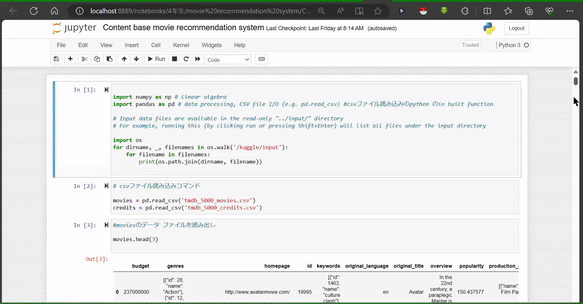 localhost:8889/notebooks/4年生/movie%20recommendation%20system/C...
jupyter Content base movie recommendation system Last Checkpoint: Last Friday at 8:14 AM (autosaved)
Logout
File Edit View Insert Cell Kernel Widgets Help Trusted Python 3
Run Code
In [1]:
import numpy as np # linear algebra
import pandas as pd # data processing, CSV file I/O (e.g. pd.read_csv) #csvファイル読み込みのpython のin built function
# Input data files are available in the read-only "../input/" directory
# For example, running this (by clicking run or pressing Shift+Enter) will list all files under the input directory
import os
for dirname, _, filenames in os.walk('/kaggle/input'):
for filename in filenames:
print(os.path.join(dirname, filename))
In [2]:
# csvファイル読み込みコマンド
movies = pd.read_csv('tmdb_5000_movies.csv')
credits = pd.read_csv('tmdb_5000_credits.csv')
In [3]:
#moviesのデータ ファイルを読み出し
movies.head(3)
Out[3]:
budget genres homepage id keywords original_language original_title overview popularity production_
0 237000000 [{"id": 28, "name": "Action"}, {"id": 12, http://www.avatarmovie.com/ 19995 [{"id": 1463, "name": "culture clash"}, en Avatar In the 22nd century, a paraplegic Marine is 150.437577 [{"name": Film Par